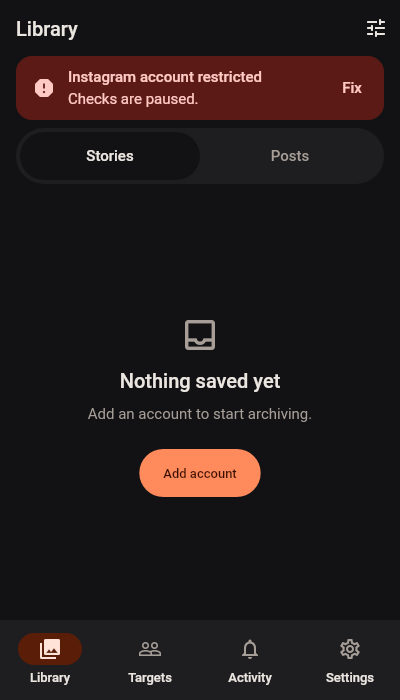 Library
Instagram account restricted
Checks are paused.
Fix
Stories
Posts
Nothing saved yet
Add an account to start archiving.
Add account
Library
Targets
Activity
Settings